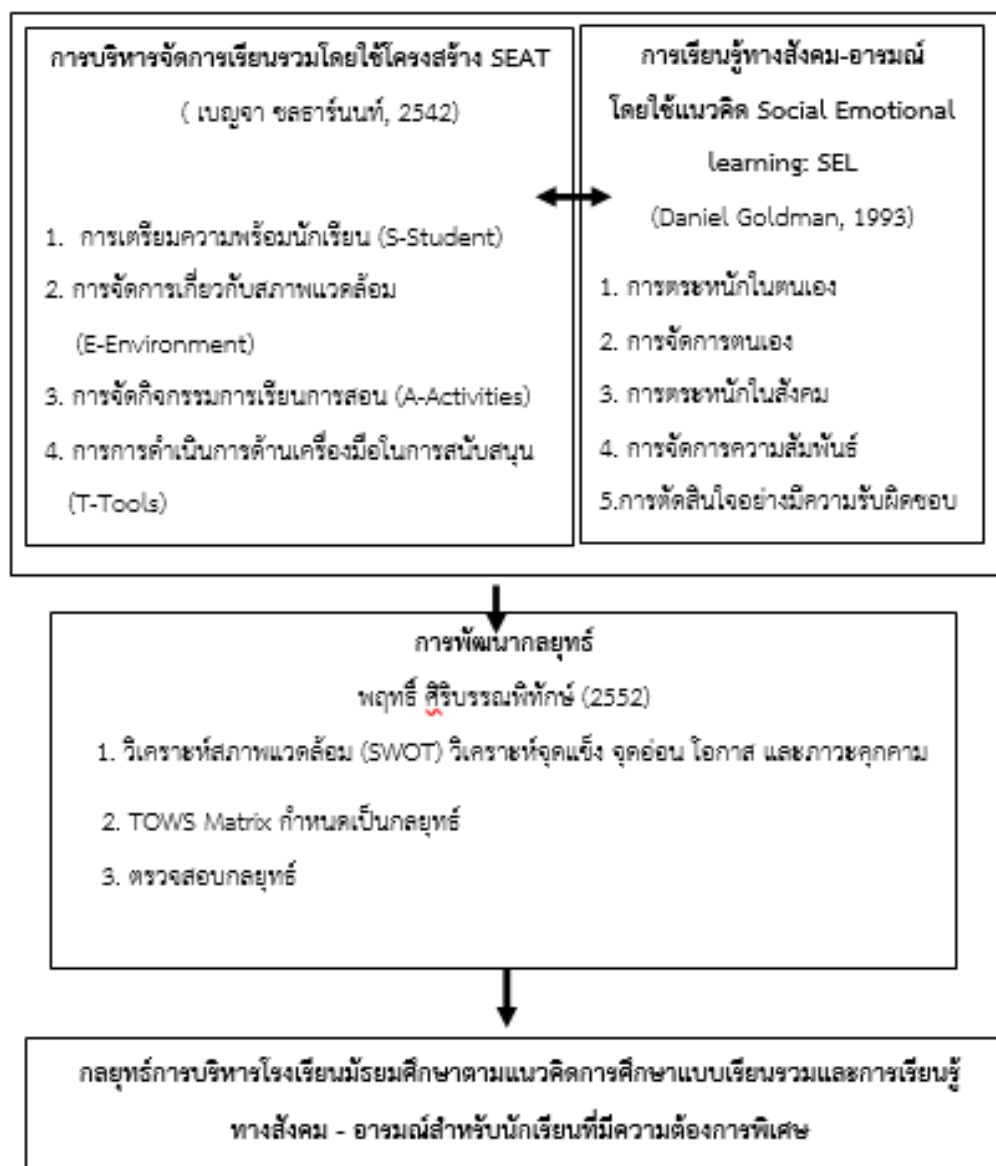 การบริหารจัดการเรียนรวมโดยใช้โครงสร้าง SEAT
( เบญจา ชลธาร์นนท์, 2542)
1. การเตรียมความพร้อมนักเรียน (S-Student)
2. การจัดการเกี่ยวกับสภาพแวดล้อม
(E-Environment)
3. การจัดกิจกรรมการเรียนการสอน (A-Activities)
4. การการดำเนินการด้านเครื่องมือในการสนับสนุน
(T-Tools)
การเรียนรู้ทางสังคม-อารมณ์
โดยใช้แนวคิด Social Emotional
learning: SEL
(Daniel Goldman, 1993)
1. การตระหนักในตนเอง
2. การจัดการตนเอง
3. การตระหนักในสังคม
4. การจัดการความสัมพันธ์
5.การตัดสินใจอย่างมีความรับผิดชอบ
การพัฒนากลยุทธ์
พฤทธิ์ ศิริบรรณพิทักษ์ (2552)
1. วิเคราะห์สภาพแวดล้อม (SWOT) วิเคราะห์จุดแข็ง จุดอ่อน โอกาส และภาวะคุกคาม
2. TOWS Matrix กำหนดเป็นกลยุทธ์
3. ตรวจสอบกลยุทธ์
กลยุทธ์การบริหารโรงเรียนมัธยมศึกษาตามแนวคิดการศึกษาแบบเรียนรวมและการเรียนรู้
ทางสังคม - อารมณ์สำหรับนักเรียนที่มีความต้องการพิเศษ